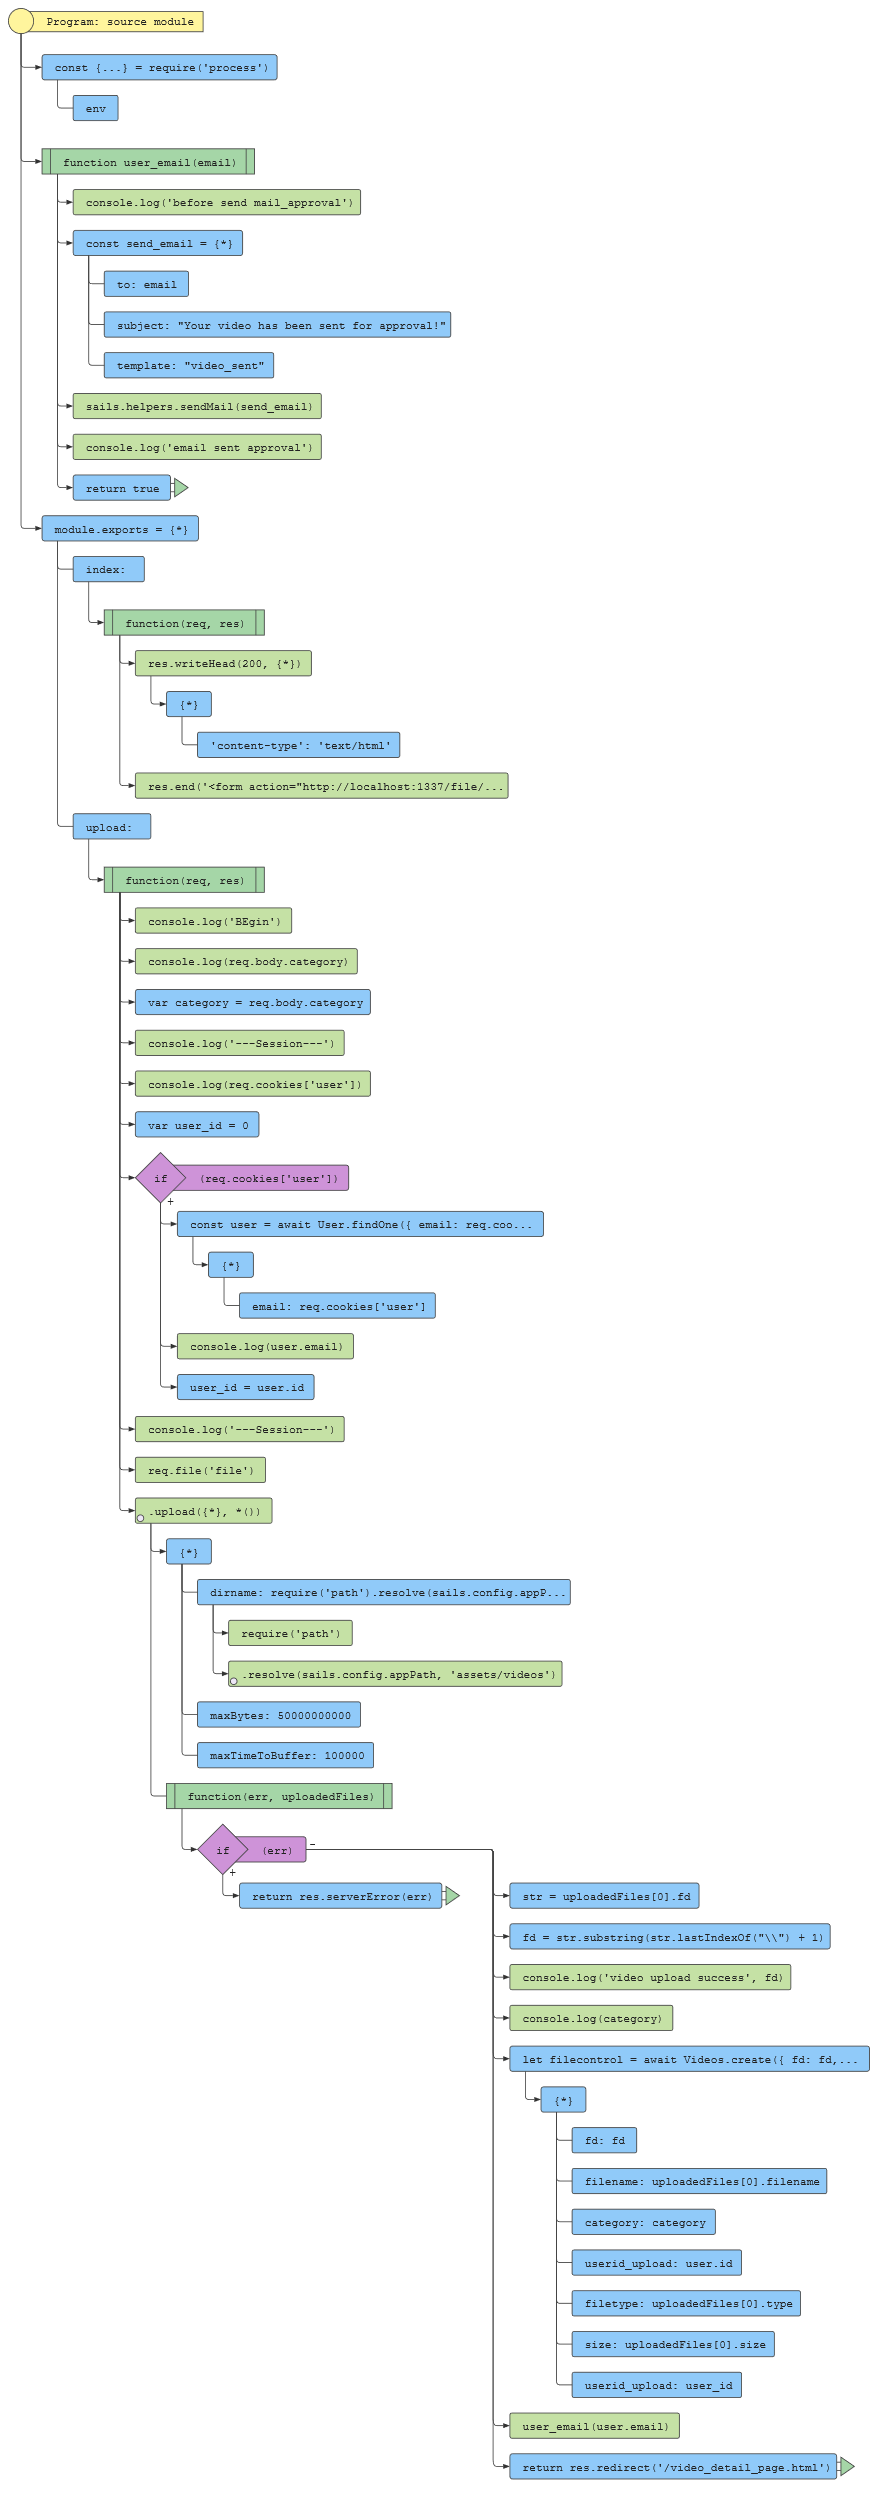 Program: source module
const {...} = require('process')
env
function user_email(email)
console.log('before send mail_approval')
const send_email = {*}
to: email
subject: "Your video has been sent for approval!"
template: "video_sent"
sails.helpers.sendMail(send_email)
console.log('email sent approval')
return true
module.exports = {*}
index:
function(req, res)
res.writeHead(200, {*})
{*}
'content-type': 'text/html'
res.end('<form action="http://localhost:1337/file/...
upload:
function(req, res)
console.log('BEgin')
console.log(req.body.category)
var category = req.body.category
console.log('---Session---')
console.log(req.cookies['user'])
var user_id = 0
if (req.cookies['user'])
+
const user = await User.findOne({ email: req.coo...
{*}
email: req.cookies['user']
console.log(user.email)
user_id = user.id
console.log('---Session---')
req.file('file')
.upload({*}, *())
{*}
dirname: require('path').resolve(sails.config.appP...
require('path')
.resolve(sails.config.appPath, 'assets/videos')
maxBytes: 50000000000
maxTimeToBuffer: 100000
function(err, uploadedFiles)
if (err) -
+
return res.serverError(err)
str = uploadedFiles[0].fd
fd = str.substring(str.lastIndexOf("\\") + 1)
console.log('video upload success', fd)
console.log(category)
let filecontrol = await Videos.create({ fd: fd,...
{*}
fd: fd
filename: uploadedFiles[0].filename
category: category
userid_upload: user.id
filetype: uploadedFiles[0].type
size: uploadedFiles[0].size
userid_upload: user_id
user_email(user.email)
return res.redirect('/video_detail_page.html')